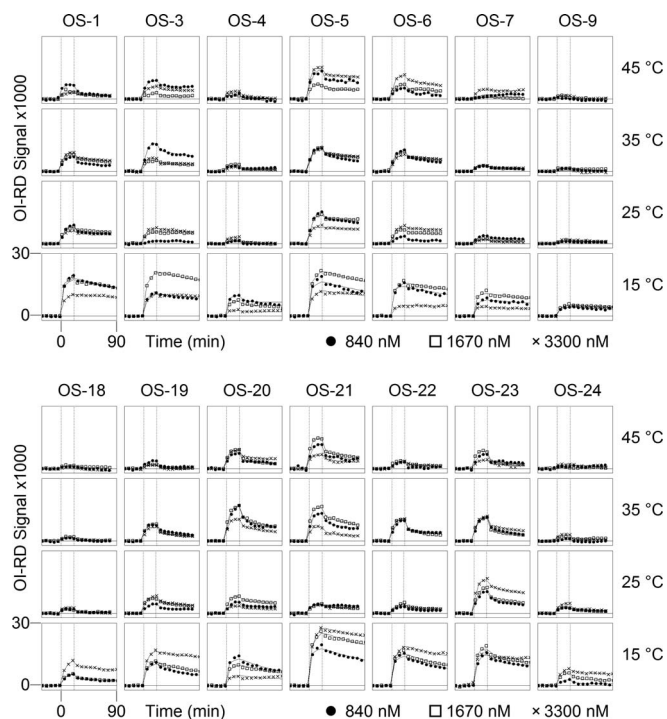 OS-1 OS-3 OS-4 OS-5 OS-6 OS-7 OS-9
45 °C
35 °C
25 °C
15 °C
OI-RD Signal x1000
30
0
0 90 Time (min) ● 840 nM □ 1670 nM × 3300 nM
OS-18 OS-19 OS-20 OS-21 OS-22 OS-23 OS-24
45 °C
35 °C
25 °C
15 °C
OI-RD Signal x1000
30
0
0 90 Time (min) ● 840 nM □ 1670 nM × 3300 nM